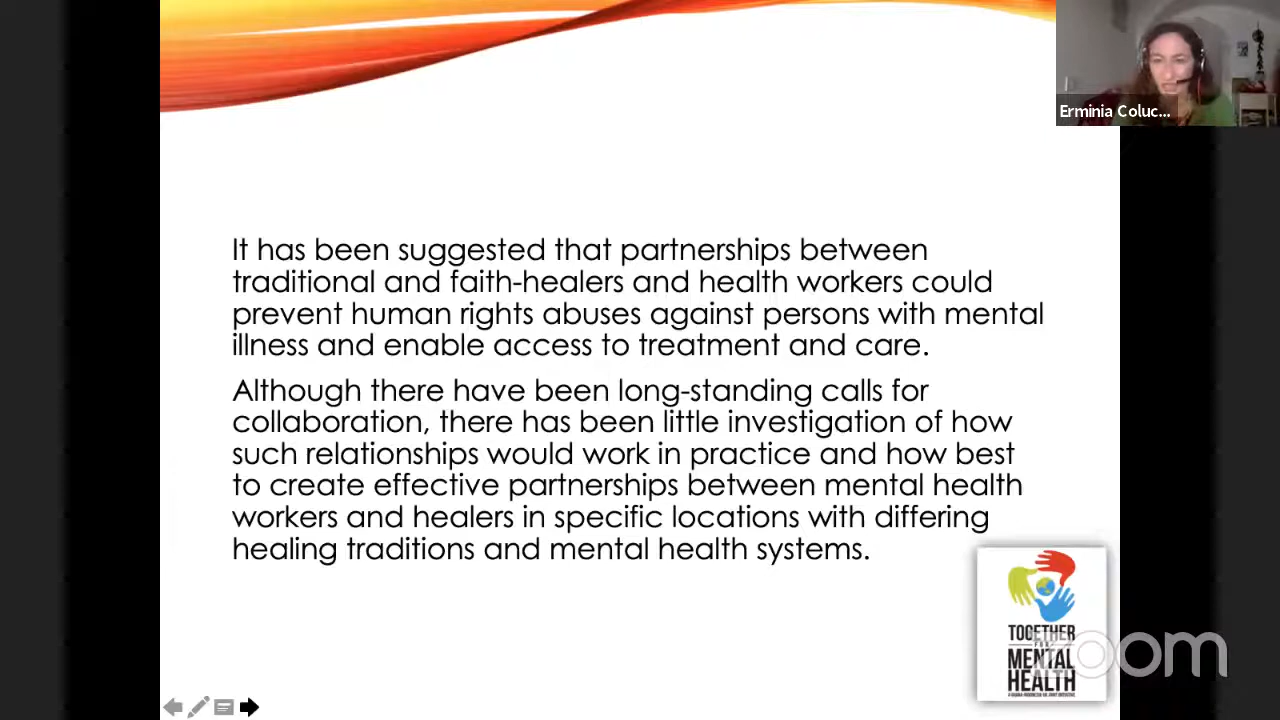 Erminia Coluc...
It has been suggested that partnerships between
traditional and faith-healers and health workers could
prevent human rights abuses against persons with mental
illness and enable access to treatment and care.
Although there have been long-standing calls for
collaboration, there has been little investigation of how
such relationships would work in practice and how best
to create effective partnerships between mental health
workers and healers in specific locations with differing
healing traditions and mental health systems.
TOGETHER
FOR
MENTAL
HEALTH
zoom